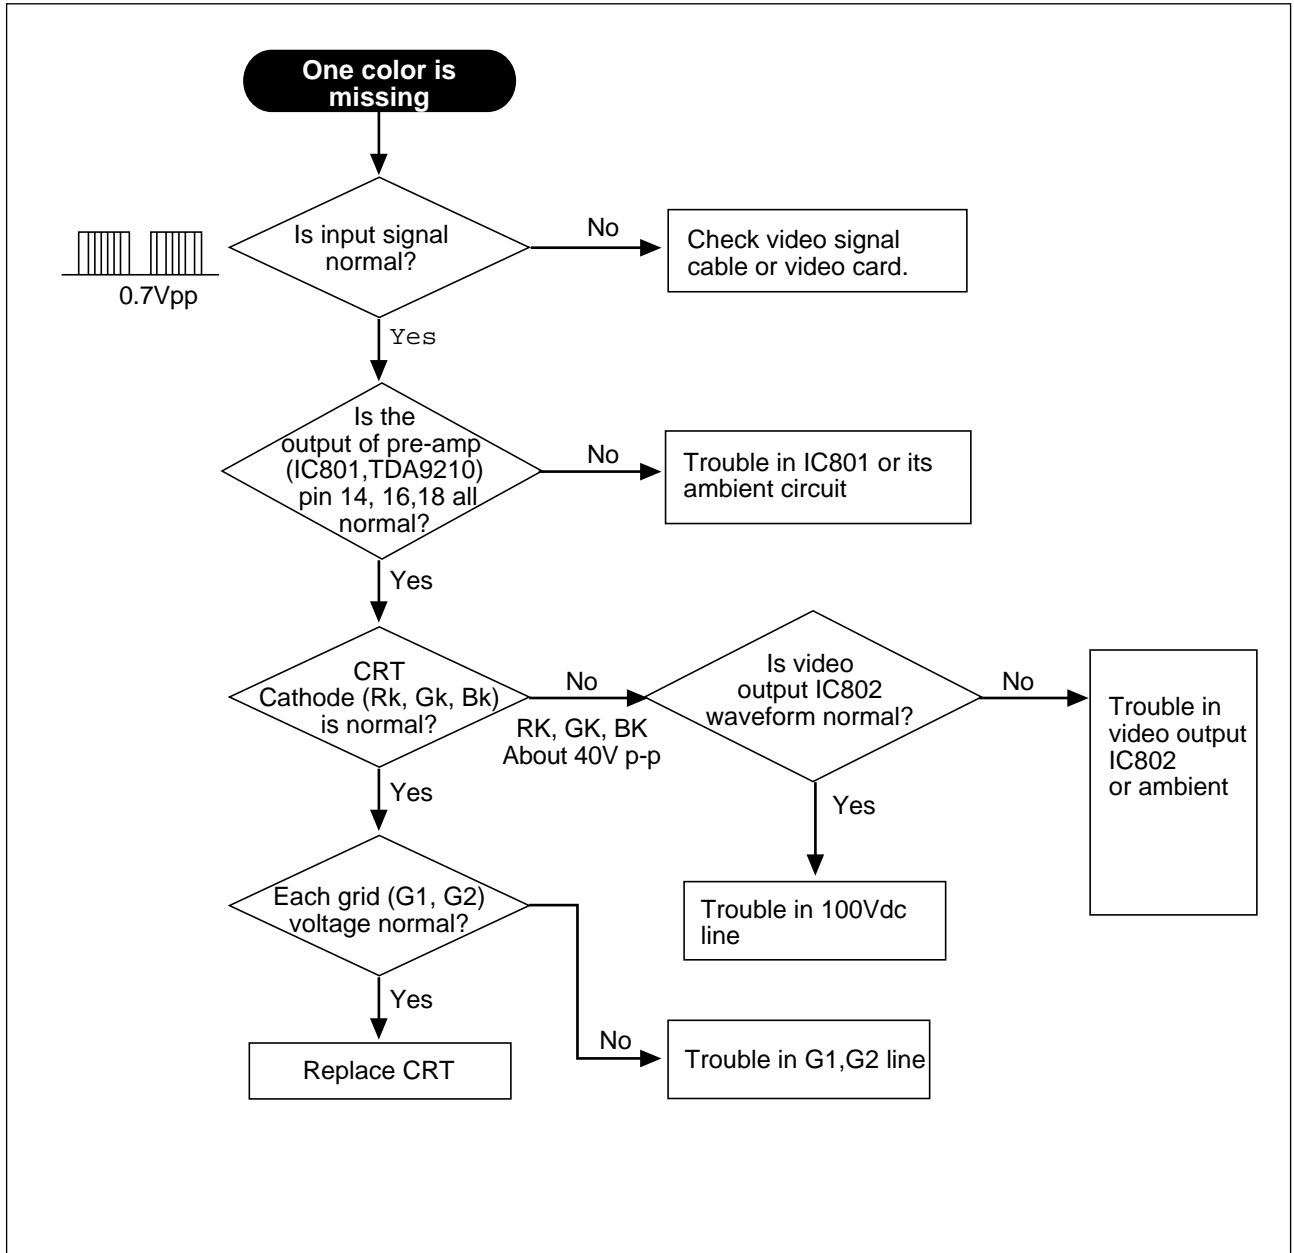 One color is
missing
Is input signal
normal?
No
Check video signal
cable or video card.
0.7Vpp
Yes
Is the
output of pre-amp
(IC801,TDA9210)
pin 14, 16,18 all
normal?
No
Trouble in IC801 or its
ambient circuit
Yes
CRT
Cathode (Rk, Gk, Bk)
is normal?
No
RK, GK, BK
About 40V p-p
Is video
output IC802
waveform normal?
No
Trouble in
video output
IC802
or ambient
Yes
Yes
Trouble in 100Vdc
line
Each grid (G1, G2)
voltage normal?
Yes
No
Replace CRT
Trouble in G1,G2 line